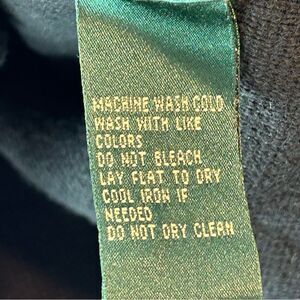 MACHINE WASH COLD
WASH WITH LIKE
COLORS
DO NOT BLEACH
LAY FLAT TO DRY
COOL IRON IF
NEEDED
DO NOT DRY CLEAN